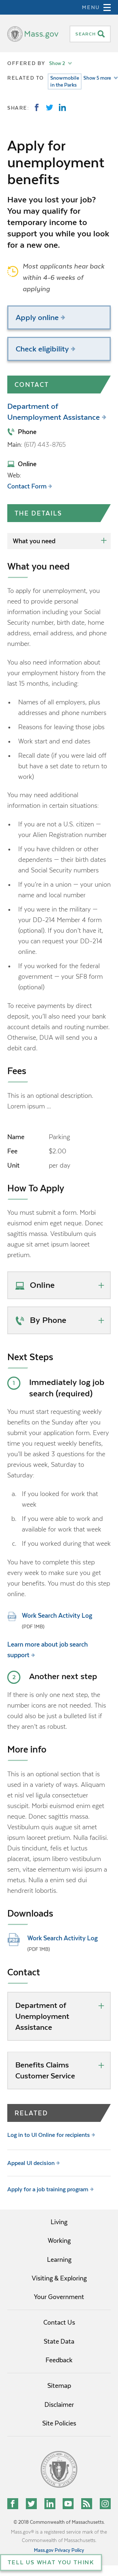 MENU
Mass.gov
SEARCH
OFFERED BY Show 2
RELATED TO Snowmobile in the Parks Show 5 more
SHARE
Apply for
unemployment
benefits
Have you lost your job?
You may qualify for a
temporary income to
support you while you look
for a new one.
Most applicants hear back
within 4-6 weeks of
applying
Apply online
Check eligibility
CONTACT
Department of
Unemployment Assistance
Phone
Main: (617) 443-8765
Online
Web:
Contact Form
THE DETAILS
What you need
What you need
To apply for unemployment, you
need to provide personal
information including your Social
Security number, birth date, home
address, email address, and phone
number.
You also need information about
your employment history from the
last 15 months, including:
• Names of all employers, plus
addresses and phone numbers
• Reasons for leaving those jobs
• Work start and end dates
• Recall date (if you were laid off
but have a set date to return to
work)
You may need additional
information in certain situations:
• If you are not a U.S. citizen —
your Alien Registration number
• If you have children or other
dependents — their birth dates
and Social Security numbers
• If you're in a union — your union
name and local number
• If you were in the military —
your DD-214 Member 4 form
(optional). If you don't have it,
you can request your DD-214
online.
• If you worked for the federal
government — your SF8 form
(optional)
To receive payments by direct
deposit, you'll also need your bank
account and routing number.
Otherwise, DUA will send you a
debit card.
Fees
This is an optional description.
Lorem ipsum ...
Name Parking
Fee $2.00
Unit per day
How To Apply
You must submit a form. Morbi
euismod enim eget neque. Donec
sagittis massa. Vestibulum quis
augue sit amet ipsum laoreet
pretium.
Online
By Phone
Next Steps
1 Immediately log job
search (required)
You must start requesting weekly
benefits on the Sunday after you
submit your application form. Every
time you request weekly benefits,
you'll be asked 3 questions for the
previous week, Sunday to
Saturday:
a. If you looked for work that
week
b. If you were able to work and
available for work that week
c. If you worked during that week
You have to complete this step
every week to make sure you get
your benefits. You must do this step
online.
Work Search Activity Log
(PDF 1MB)
Learn more about job search
support
2 Another next step
If there is only one next step, the
number icons are not needed. This
could also be just a bulleted list if
that's relevant.
More info
This is an optional section that is
used in a variety of ways. Aliquam
et nisl vel ligula consectetuer
suscipit. Morbi euismod enim eget
neque. Donec sagittis massa.
Vestibulum quis augue sit amet
ipsum laoreet pretium. Nulla facilisi.
Duis tincidunt, felis et luctus
placerat, ipsum libero vestibulum
sem, vitae elementum wisi ipsum a
metus. Nulla a enim sed dui
hendrerit lobortis.
Downloads
Work Search Activity Log
(PDF 1MB)
Contact
Department of
Unemployment
Assistance
Benefits Claims
Customer Service
RELATED
Log in to UI Online for recipients
Appeal UI decision
Apply for a job training program
Living
Working
Learning
Visiting & Exploring
Your Government
Contact Us
State Data
Feedback
Sitemap
Disclaimer
Site Policies
© 2018 Commonwealth of Massachusetts.
Mass.gov® is a registered service mark of the
Commonwealth of Massachusetts.
Mass.gov Privacy Policy
TELL US WHAT YOU THINK